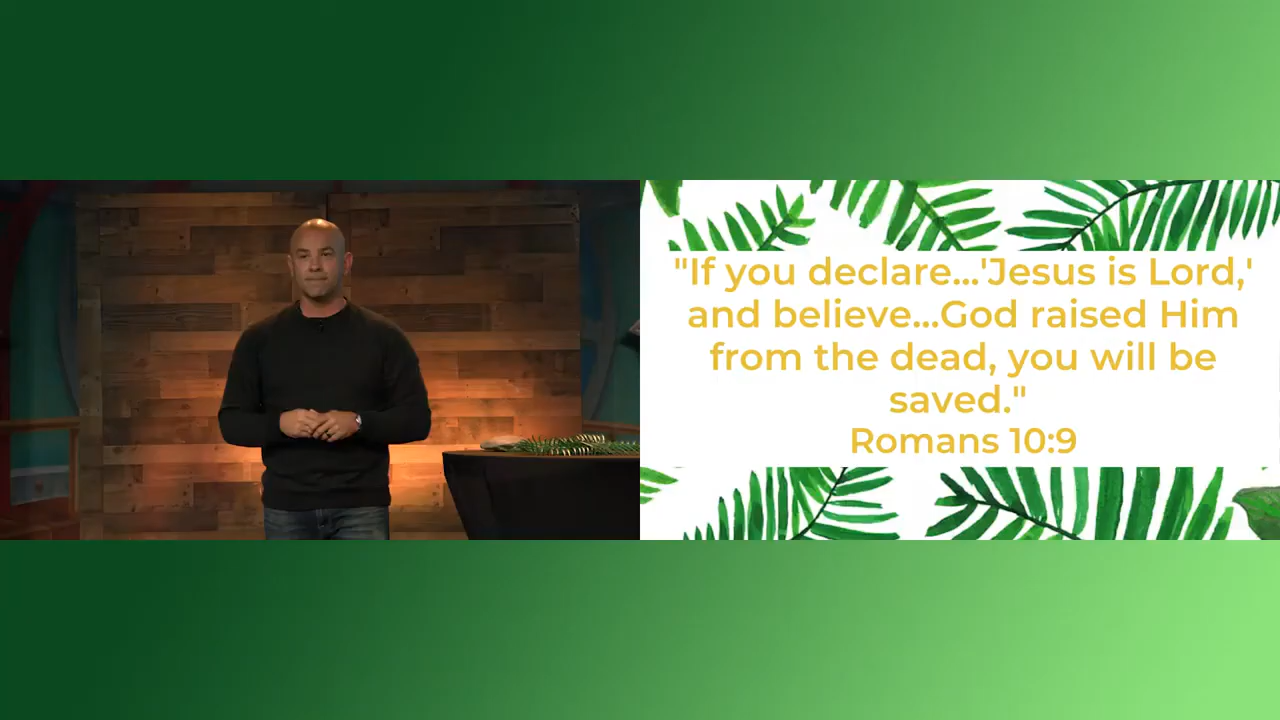 "If you declare...'Jesus is Lord,'
and believe...God raised Him
from the dead, you will be
saved."
Romans 10:9